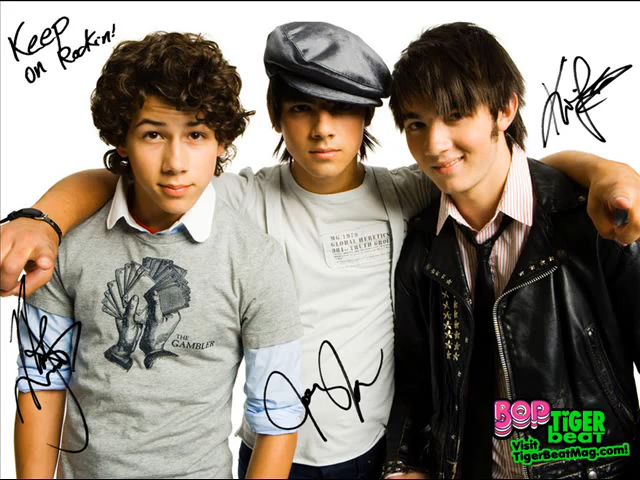 Keep
on Rockin!
MG 1979
GLOBAL HERETICS
THE
GAMBLER
BOP
TiGER
beat
Visit
TigerBeatMag.com!